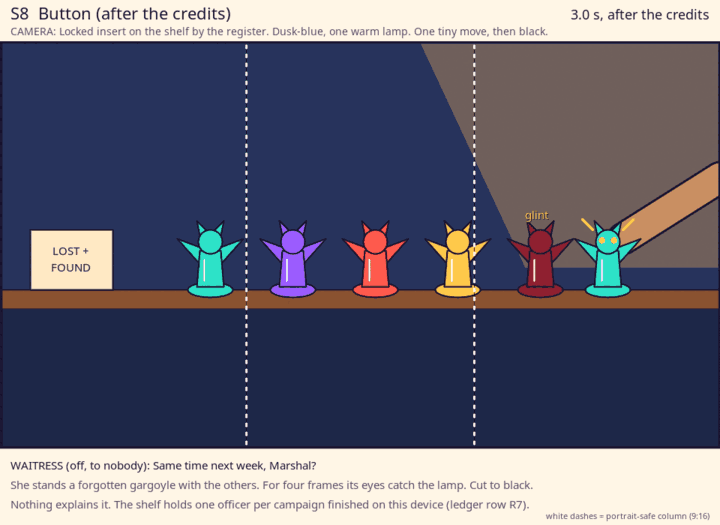 S8 Button (after the credits)
3.0 s, after the credits
CAMERA: Locked insert on the shelf by the register. Dusk-blue, one warm lamp. One tiny move, then black.
glint
LOST +
FOUND
WAITRESS (off, to nobody): Same time next week, Marshal?
She stands a forgotten gargoyle with the others. For four frames its eyes catch the lamp. Cut to black.
Nothing explains it. The shelf holds one officer per campaign finished on this device (ledger row R7).
white dashes = portrait-safe column (9:16)